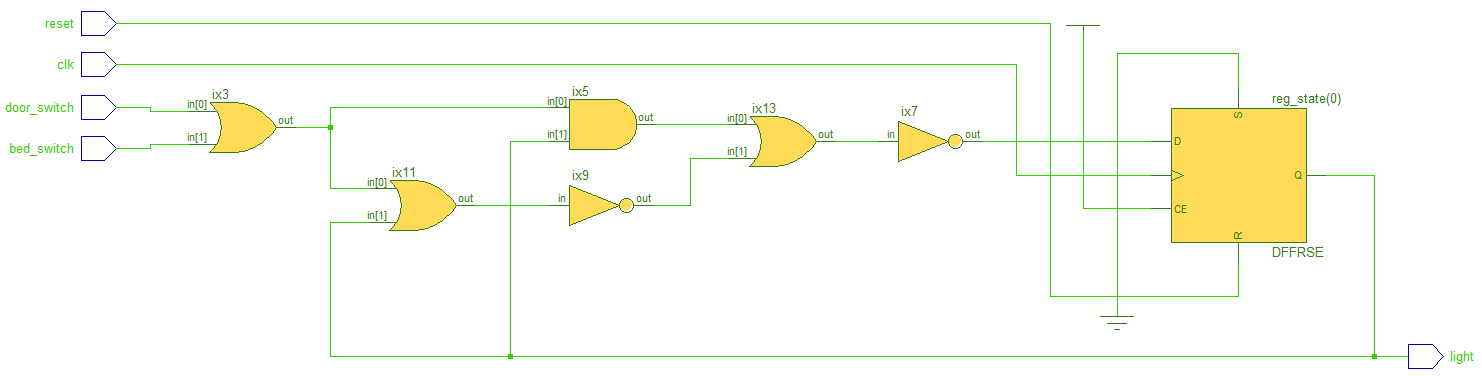 reset
clk
door_switch
bed_switch
in[0]
in[1]
ix3
out
in[0]
in[1]
ix11
out
in[0]
in[1]
ix5
out
in
ix9
out
in[0]
in[1]
ix13
out
in
ix7
out
reg_state(0)
S
D
Q
CE
R
DFFRSE
light